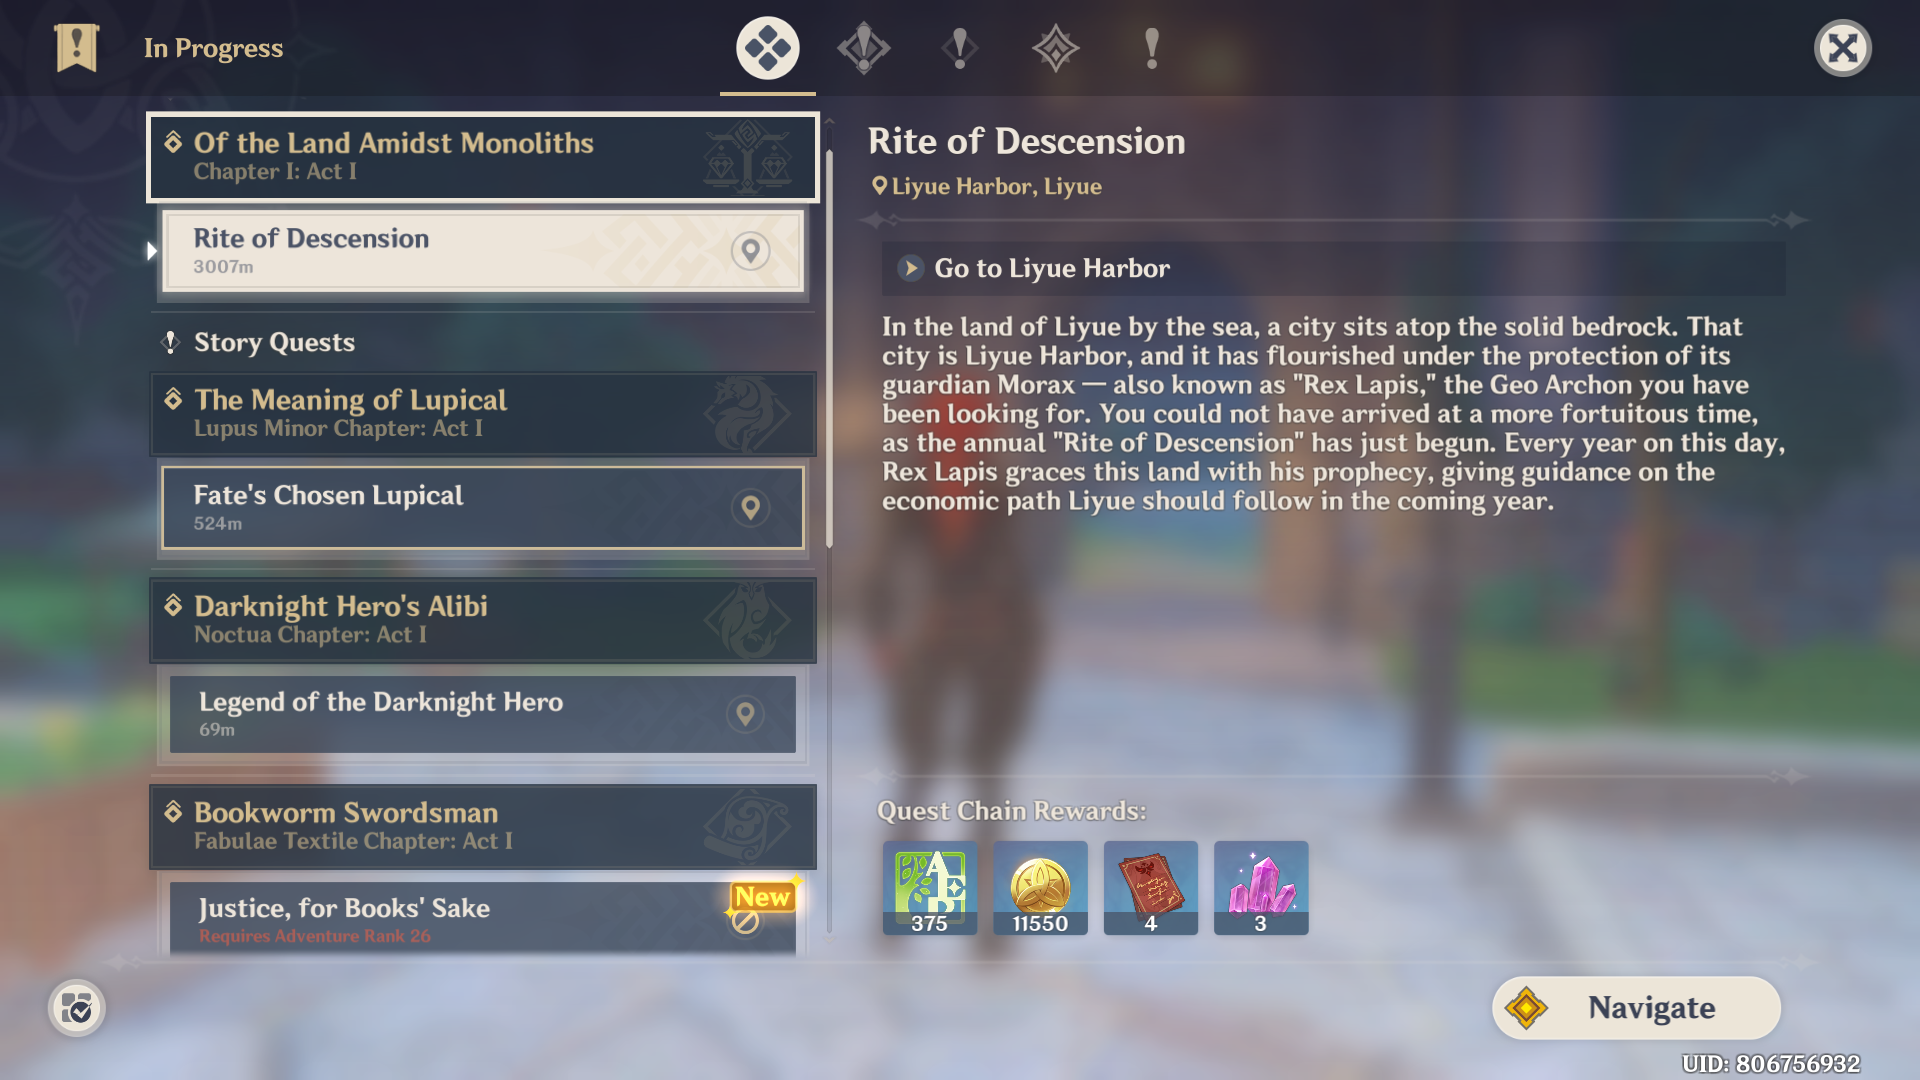 In Progress
Of the Land Amidst Monoliths
Chapter I: Act I
Rite of Descension
3007m
Story Quests
The Meaning of Lupical
Lupus Minor Chapter: Act I
Fate's Chosen Lupical
524m
Darknight Hero's Alibi
Noctua Chapter: Act I
Legend of the Darknight Hero
69m
Bookworm Swordsman
Fabulae Textile Chapter: Act I
New
Justice, for Books' Sake
Requires Adventure Rank 26
Rite of Descension
Liyue Harbor, Liyue
Go to Liyue Harbor
In the land of Liyue by the sea, a city sits atop the solid bedrock. That
city is Liyue Harbor, and it has flourished under the protection of its
guardian Morax — also known as "Rex Lapis," the Geo Archon you have
been looking for. You could not have arrived at a more fortuitous time,
as the annual "Rite of Descension" has just begun. Every year on this day,
Rex Lapis graces this land with his prophecy, giving guidance on the
economic path Liyue should follow in the coming year.
Quest Chain Rewards:
375
11550
4
3
Navigate
UID: 806756932